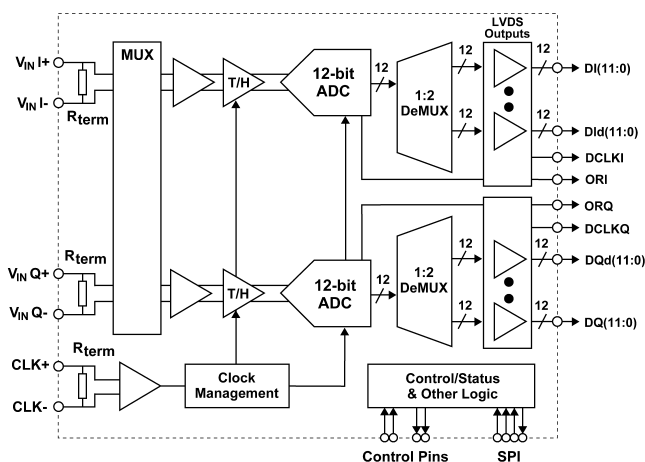 LVDS
Outputs
V_IN I+
V_IN I-
R_term
MUX
T/H
12-bit
ADC
12
1:2
DeMUX
12
12
12
12
DI(11:0)
DId(11:0)
DCLKI
ORI
ORQ
DCLKQ
V_IN Q+
V_IN Q-
R_term
T/H
12-bit
ADC
12
1:2
DeMUX
12
12
12
12
DQd(11:0)
DQ(11:0)
CLK+
CLK-
R_term
Clock
Management
Control/Status
& Other Logic
Control Pins
SPI